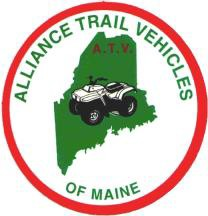 ALLIANCE TRAIL VEHICLES
A.T.V.
OF MAINE